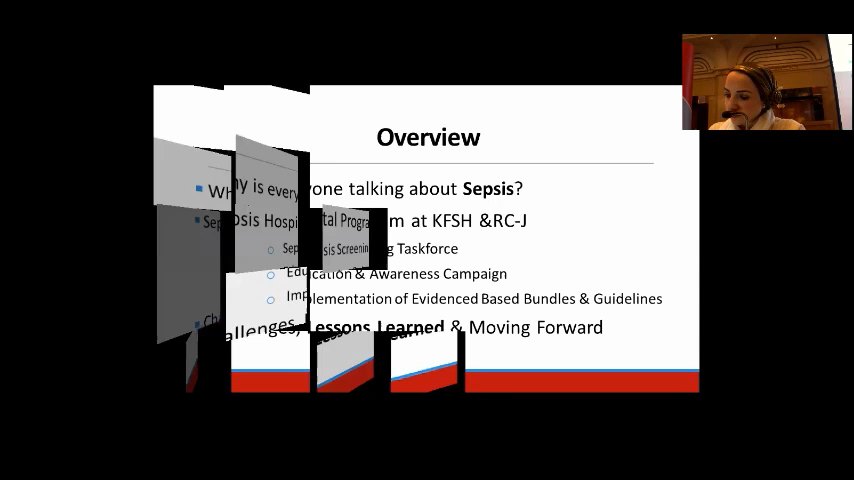 Overview
Why is everyone talking about Sepsis?
Sepsis Hospital Program at KFSH &RC-J
Sepsis Screening Taskforce
Education & Awareness Campaign
Implementation of Evidenced Based Bundles & Guidelines
Challenges, Lessons Learned & Moving Forward